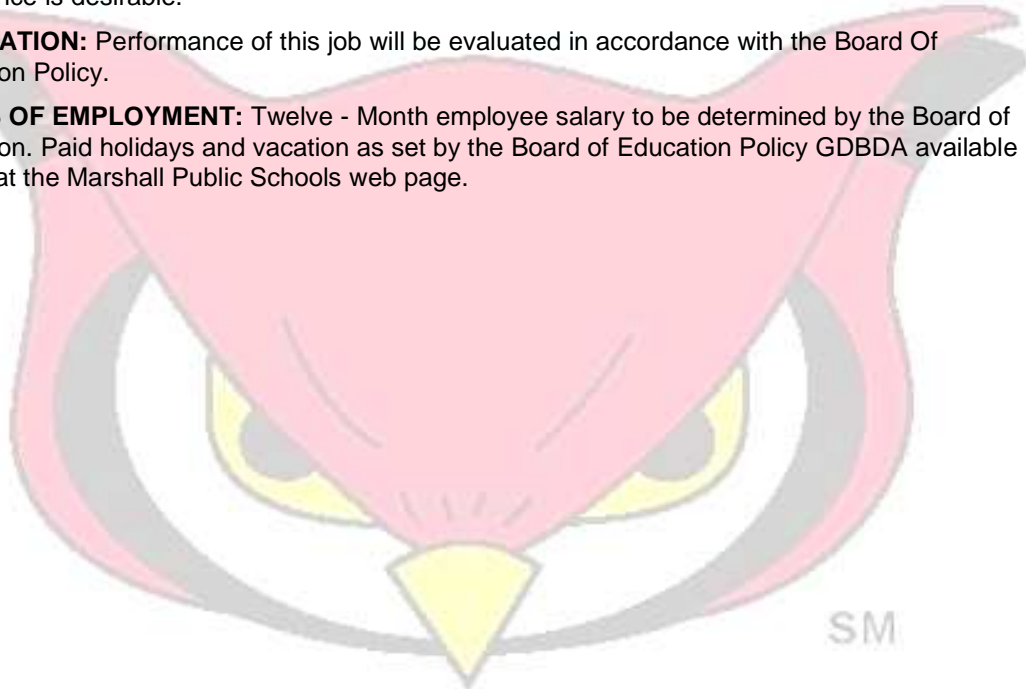 nce is desirable.
ATION: Performance of this job will be evaluated in accordance with the Board Of
on Policy.
OF EMPLOYMENT: Twelve - Month employee salary to be determined by the Board of
on. Paid holidays and vacation as set by the Board of Education Policy GDBDA available
at the Marshall Public Schools web page.
SM